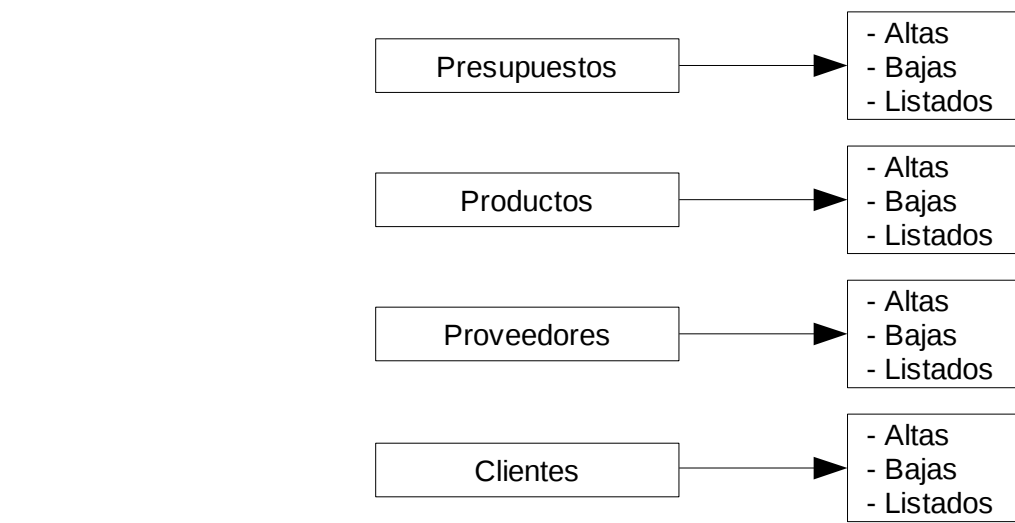 Presupuestos
- Altas
- Bajas
- Listados
Productos
- Altas
- Bajas
- Listados
Proveedores
- Altas
- Bajas
- Listados
Clientes
- Altas
- Bajas
- Listados